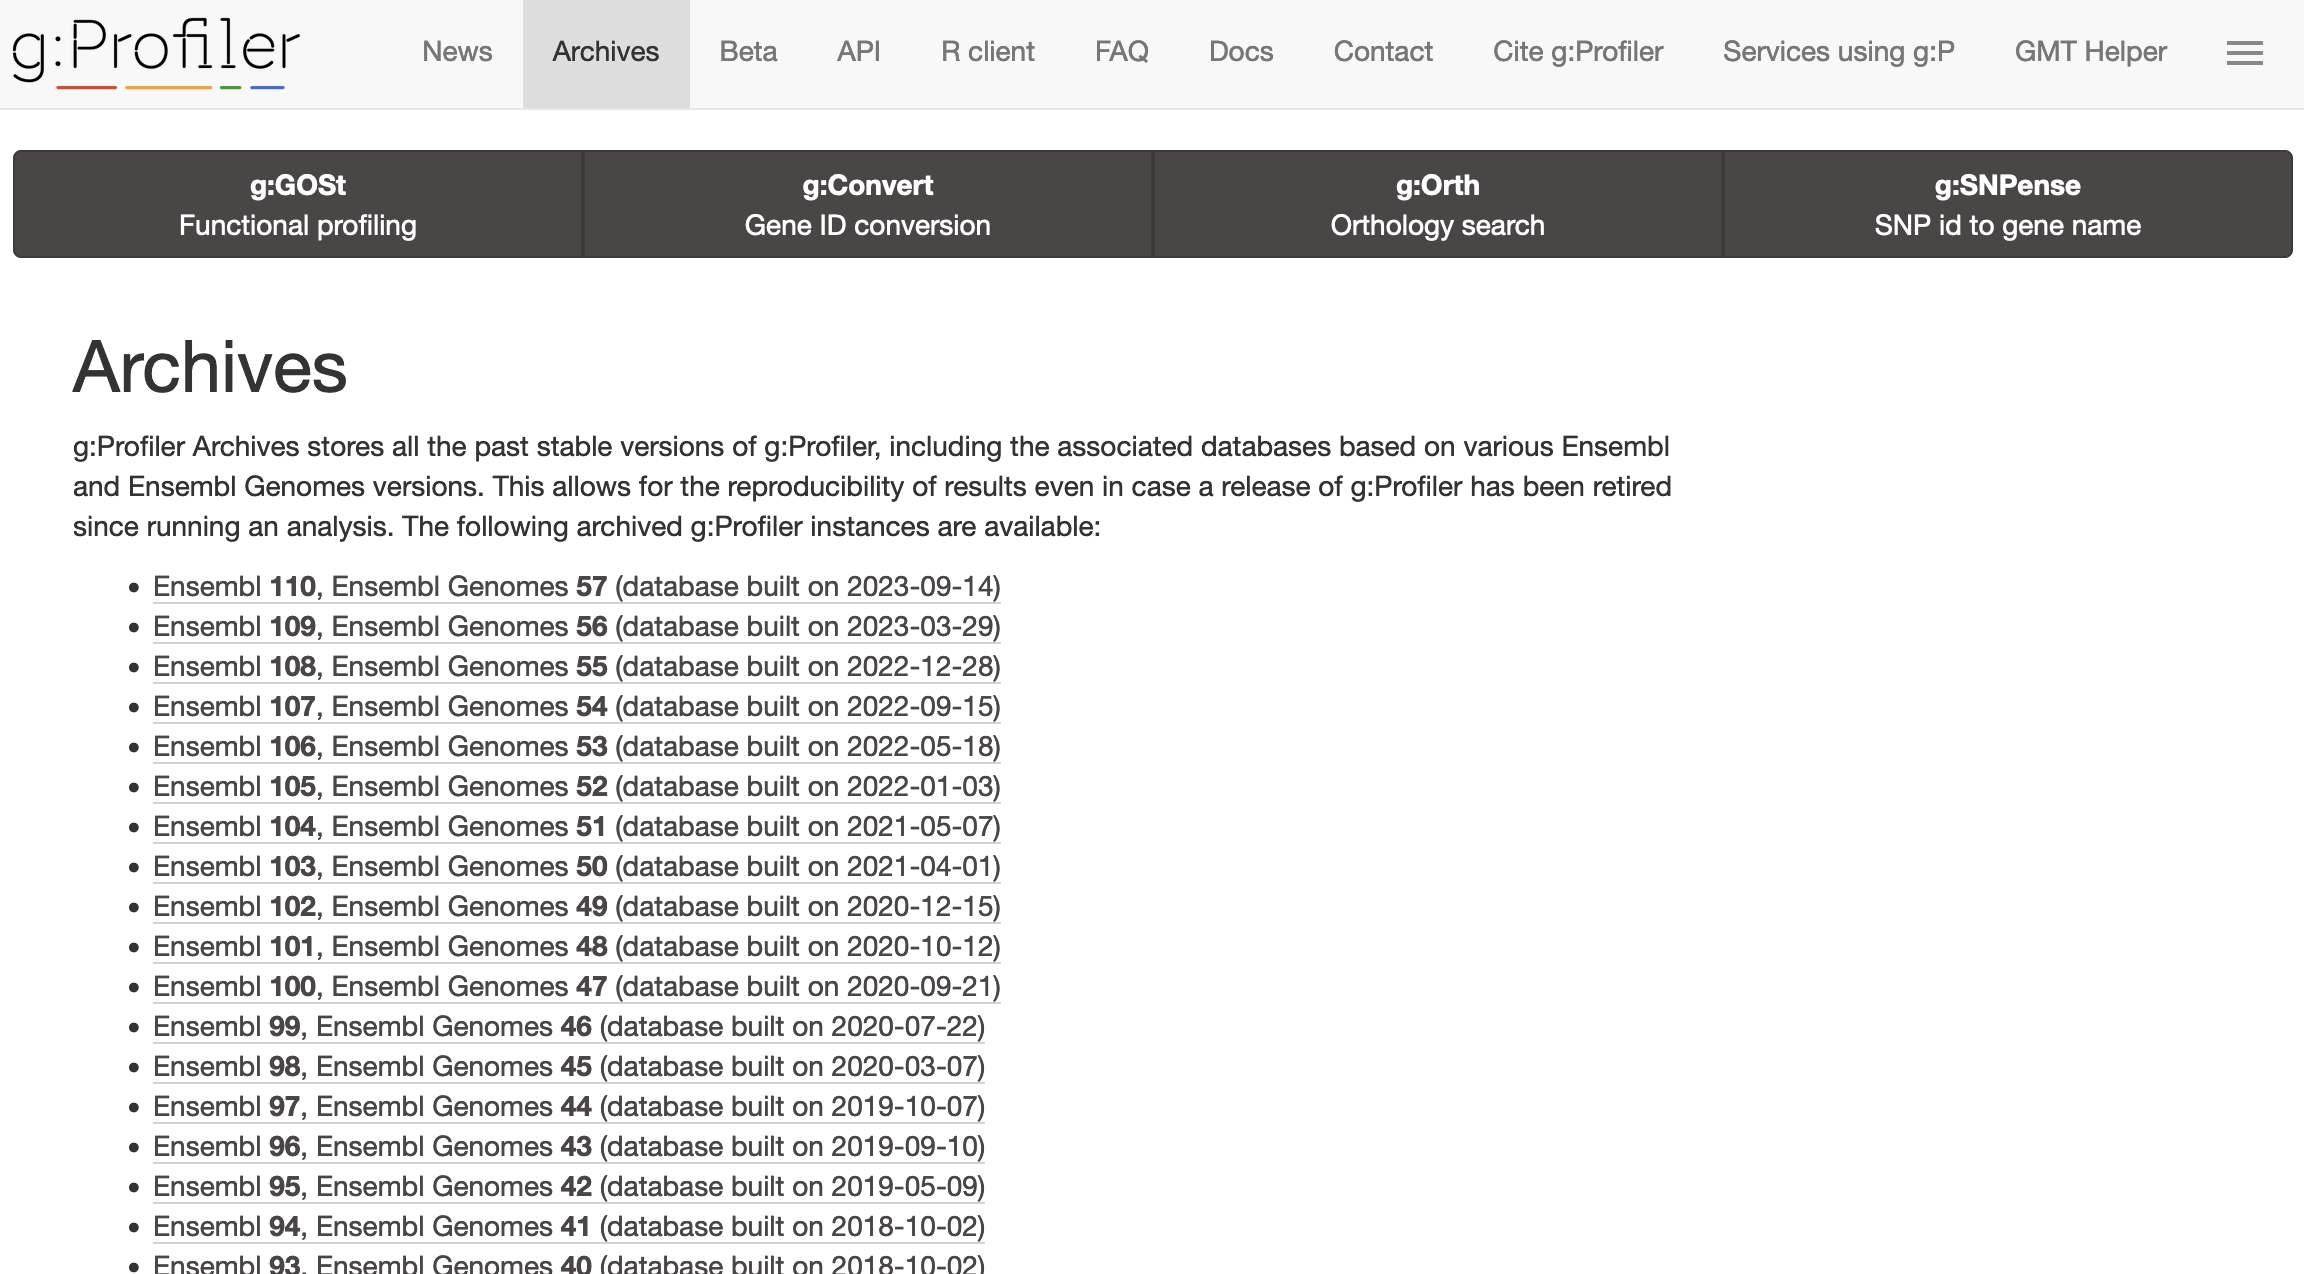 g:Profiler
News Archives Beta API R client FAQ Docs Contact Cite g:Profiler Services using g:P GMT Helper
g:GOSt
Functional profiling
g:Convert
Gene ID conversion
g:Orth
Orthology search
g:SNPense
SNP id to gene name
Archives
g:Profiler Archives stores all the past stable versions of g:Profiler, including the associated databases based on various Ensembl
and Ensembl Genomes versions. This allows for the reproducibility of results even in case a release of g:Profiler has been retired
since running an analysis. The following archived g:Profiler instances are available:
• Ensembl 110, Ensembl Genomes 57 (database built on 2023-09-14)
• Ensembl 109, Ensembl Genomes 56 (database built on 2023-03-29)
• Ensembl 108, Ensembl Genomes 55 (database built on 2022-12-28)
• Ensembl 107, Ensembl Genomes 54 (database built on 2022-09-15)
• Ensembl 106, Ensembl Genomes 53 (database built on 2022-05-18)
• Ensembl 105, Ensembl Genomes 52 (database built on 2022-01-03)
• Ensembl 104, Ensembl Genomes 51 (database built on 2021-05-07)
• Ensembl 103, Ensembl Genomes 50 (database built on 2021-04-01)
• Ensembl 102, Ensembl Genomes 49 (database built on 2020-12-15)
• Ensembl 101, Ensembl Genomes 48 (database built on 2020-10-12)
• Ensembl 100, Ensembl Genomes 47 (database built on 2020-09-21)
• Ensembl 99, Ensembl Genomes 46 (database built on 2020-07-22)
• Ensembl 98, Ensembl Genomes 45 (database built on 2020-03-07)
• Ensembl 97, Ensembl Genomes 44 (database built on 2019-10-07)
• Ensembl 96, Ensembl Genomes 43 (database built on 2019-09-10)
• Ensembl 95, Ensembl Genomes 42 (database built on 2019-05-09)
• Ensembl 94, Ensembl Genomes 41 (database built on 2018-10-02)
• Ensembl 93, Ensembl Genomes 40 (database built on 2018-10-02)